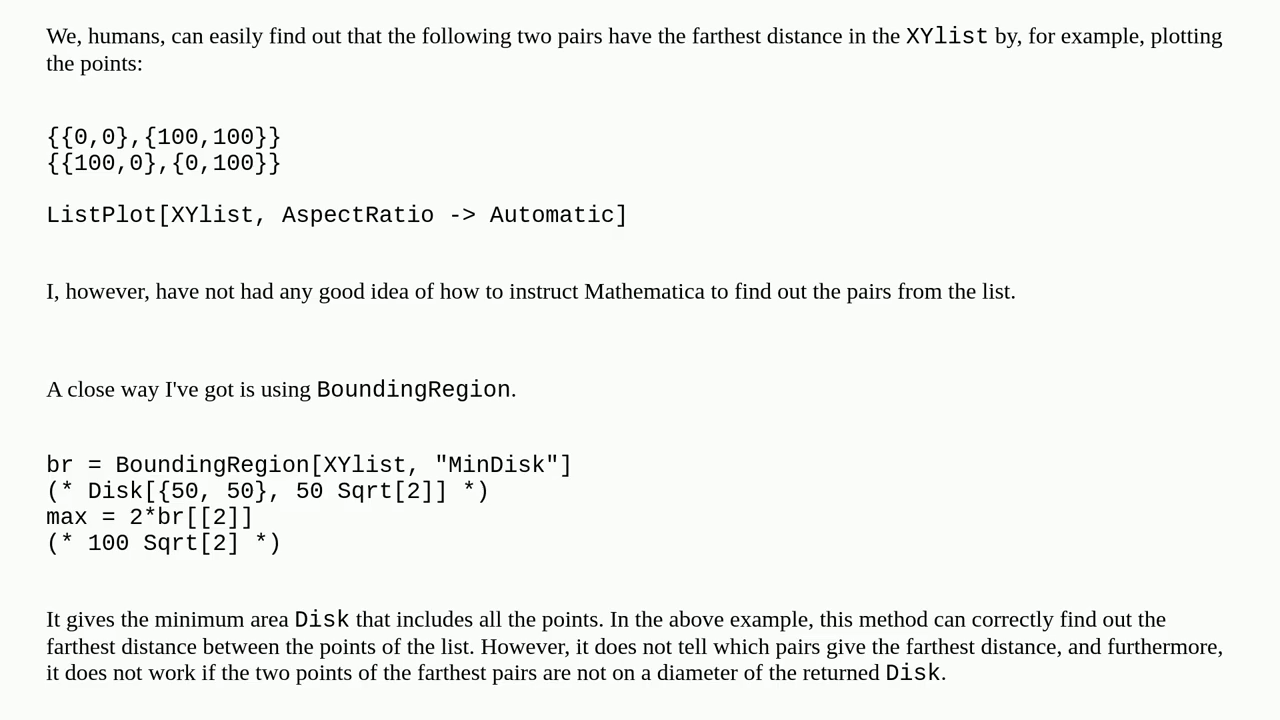 We, humans, can easily find out that the following two pairs have the farthest distance in the XYlist by, for example, plotting
the points:
{{0,0},{100,100}}
{{100,0},{0,100}}
ListPlot[XYlist, AspectRatio -> Automatic]
I, however, have not had any good idea of how to instruct Mathematica to find out the pairs from the list.
A close way I've got is using BoundingRegion.
br = BoundingRegion[XYlist, "MinDisk"]
(* Disk[{50, 50}, 50 Sqrt[2]] *)
max = 2*br[[2]]
(* 100 Sqrt[2] *)
It gives the minimum area Disk that includes all the points. In the above example, this method can correctly find out the
farthest distance between the points of the list. However, it does not tell which pairs give the farthest distance, and furthermore,
it does not work if the two points of the farthest pairs are not on a diameter of the returned Disk.